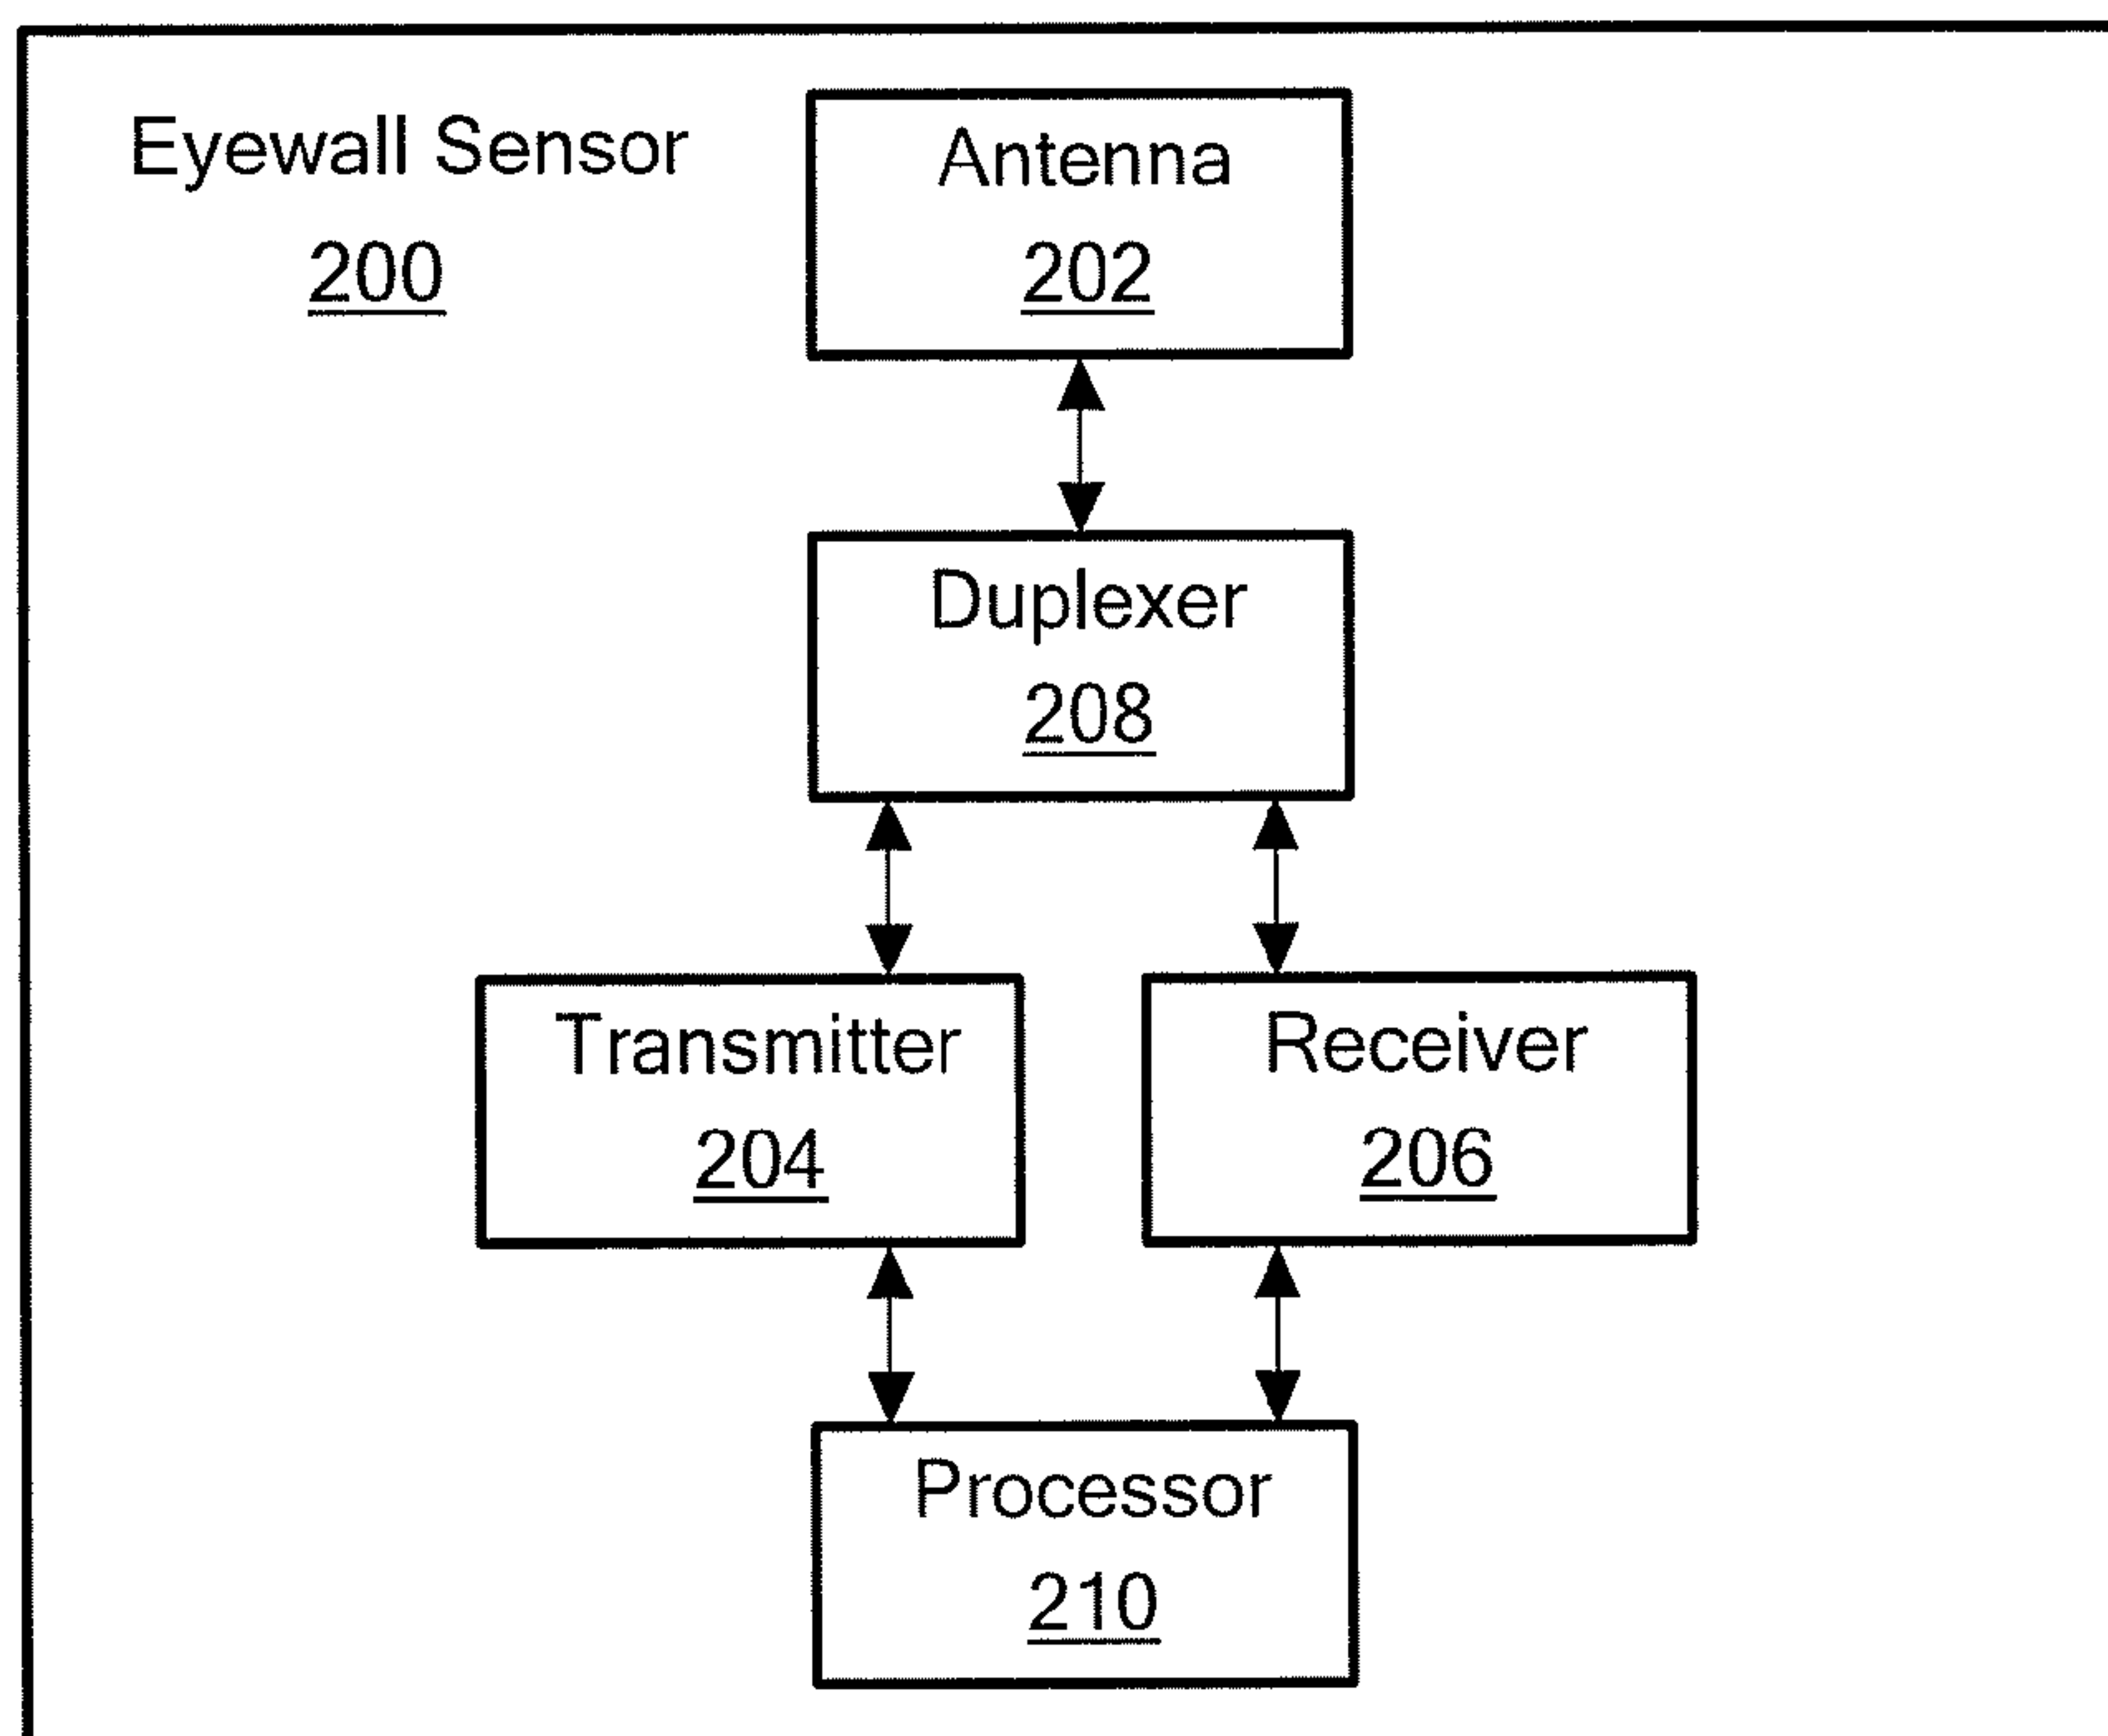 Eyewall Sensor
200
Antenna
202
Duplexer
208
Transmitter
204
Receiver
206
Processor
210